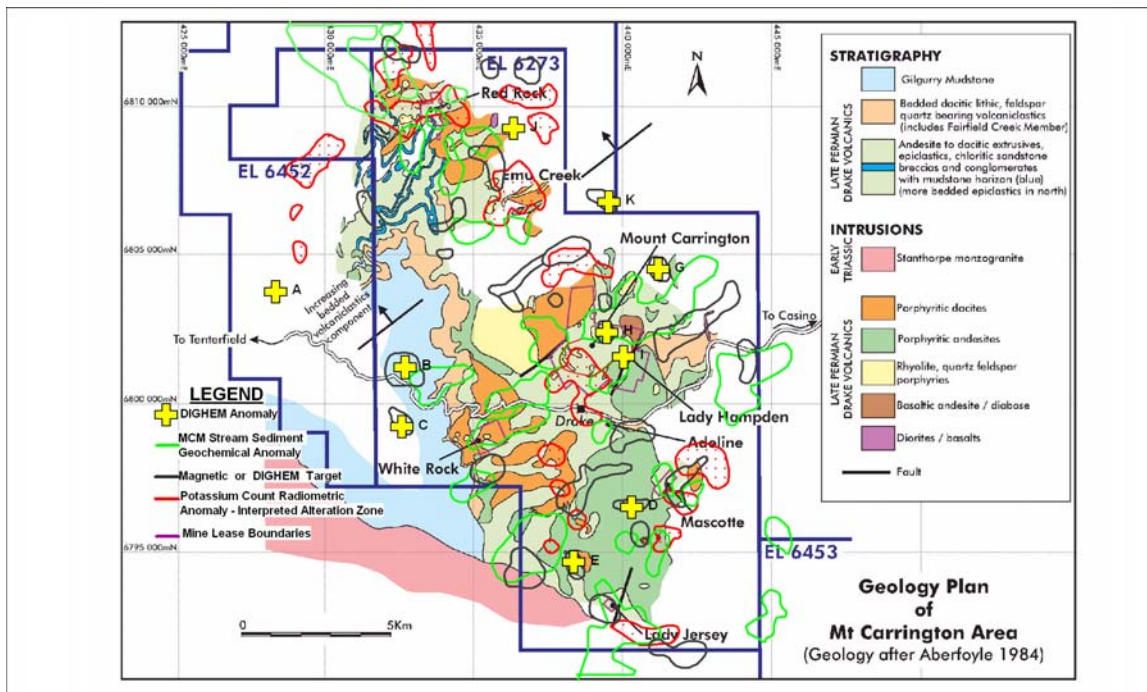 425 000mE
430 000mE
435 000mE
440 000mE
445 000mE
N
6810 000mN
6805 000mN
6800 000mN
6795 000mN
EL 6273
Red Rock
J
EL 6452
Emu Creek
K
Mount Carrington
G
A
Increasing
bedded
volcaniclastics
component
H
To Casino
To Tenterfield
I
B
Lady Hampden
Drake
Adeline
C
White Rock
D
Mascotte
E
EL 6453
Lady Jersey
LEGEND
DIGHEM Anomaly
MCM Stream Sediment
Geochemical Anomaly
Magnetic or DIGHEM Target
Potassium Count Radiometric
Anomaly - Interpreted Alteration Zone
Mine Lease Boundaries
0
5Km
STRATIGRAPHY
Gilgurry Mudstone
LATE PERMIAN
DRAKE VOLCANICS
Bedded dacitic lithic, feldspar
quartz bearing volcaniclastics
(includes Fairfield Creek Member)
Andesite to dacitic extrusives,
epiclastics, chloritic sandstone
breccias and conglomerates
with mudstone horizon (blue)
(more bedded epiclastics in north)
INTRUSIONS
EARLY
TRIASSIC
Stanthorpe monzogranite
LATE PERMIAN
DRAKE VOLCANICS
Porphyritic dacites
Porphyritic andesites
Rhyolite, quartz feldspar
porphyries
Basaltic andesite / diabase
Diorites / basalts
Fault
Geology Plan
of
Mt Carrington Area
(Geology after Aberfoyle 1984)